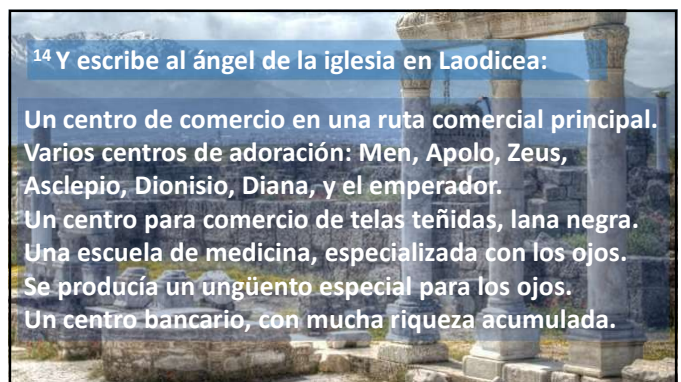 14 Y escribe al ángel de la iglesia en Laodicea:
Un centro de comercio en una ruta comercial principal.
Varios centros de adoración: Men, Apolo, Zeus,
Asclepio, Dionisio, Diana, y el emperador.
Un centro para comercio de telas teñidas, lana negra.
Una escuela de medicina, especializada con los ojos.
Se producía un ungüento especial para los ojos.
Un centro bancario, con mucha riqueza acumulada.